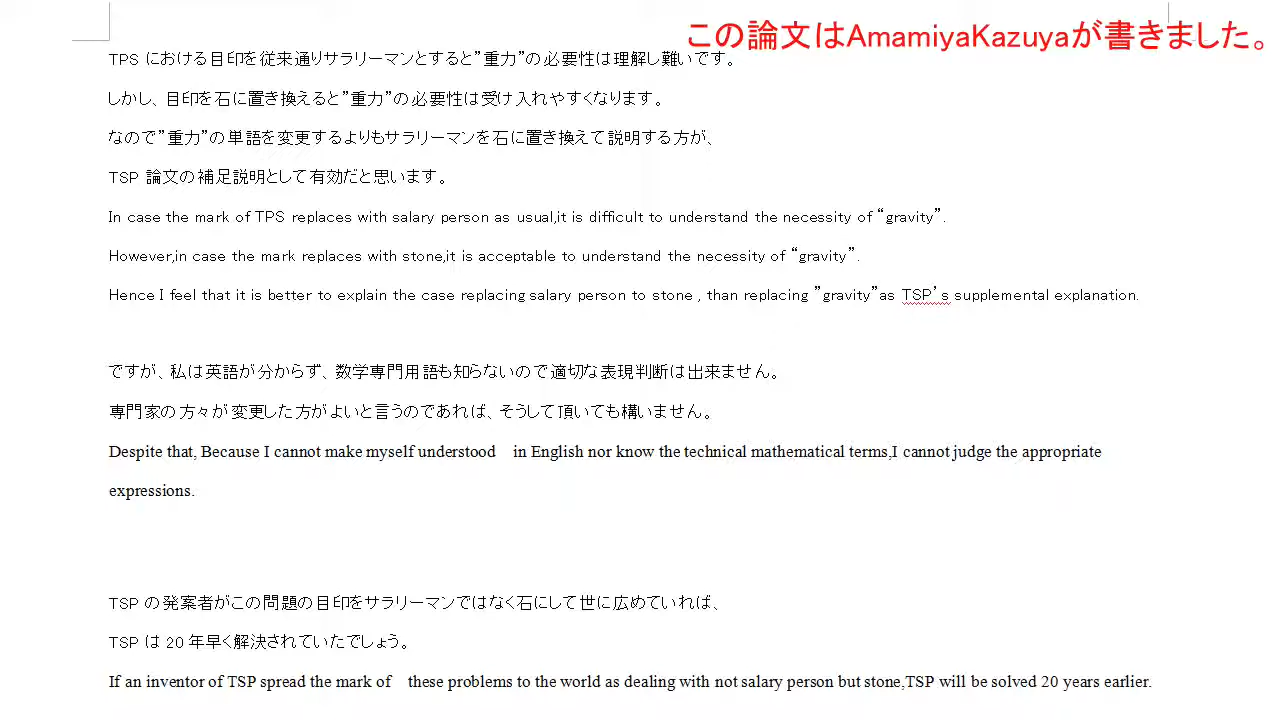 この論文はAmamiyaKazuyaが書きました。
TPS における目印を従来通りサラリーマンとすると”重力”の必要性は理解し難いです。
しかし、目印を石に置き換えると”重力”の必要性は受け入れやすくなります。
なので”重力”の単語を変更するよりもサラリーマンを石に置き換えて説明する方が、
TSP 論文の補足説明として有効だと思います。
In case the mark of TPS replaces with salary person as usual,it is difficult to understand the necessity of “gravity”.
However,in case the mark replaces with stone,it is acceptable to understand the necessity of “gravity”.
Hence I feel that it is better to explain the case replacing salary person to stone , than replacing ”gravity”as TSP’s supplemental explanation.
ですが、私は英語が分からず、数学専門用語も知らないので適切な表現判断は出来ません。
専門家の方々が変更した方がよいと言うのであれば、そうして頂いても構いません。
Despite that, Because I cannot make myself understood　in English nor know the technical mathematical terms,I cannot judge the appropriate
expressions.
TSP の発案者がこの問題の目印をサラリーマンではなく石にして世に広めていれば、
TSP は 20 年早く解決されていたでしょう。
If an inventor of TSP spread the mark of　these problems to the world as dealing with not salary person but stone,TSP will be solved 20 years earlier.